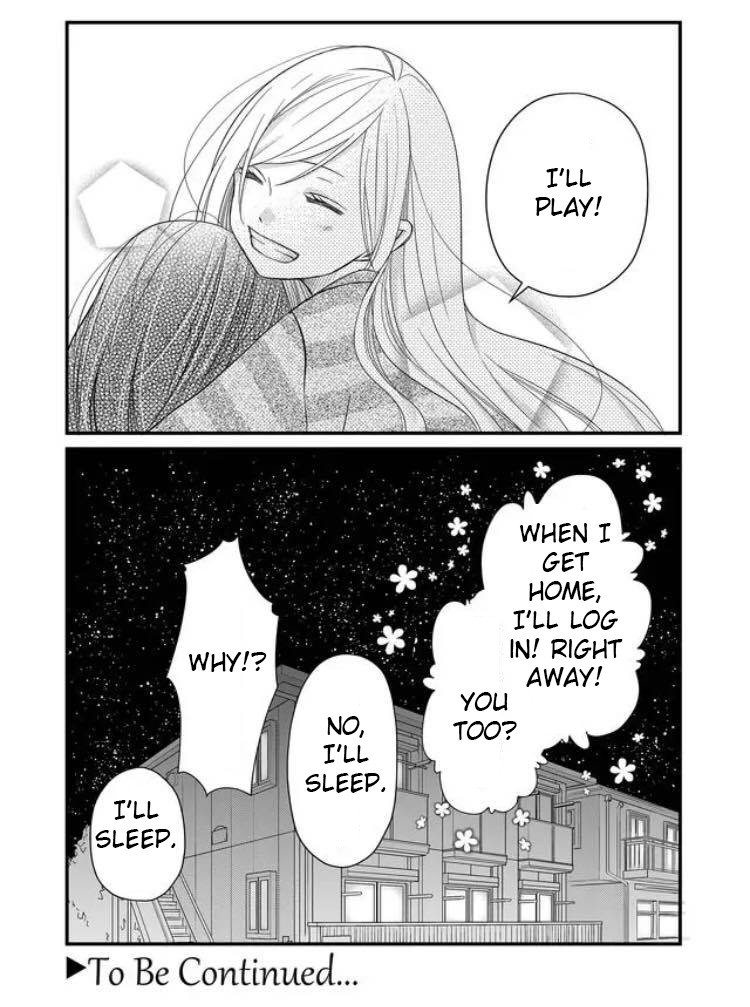 I'LL
PLAY!
WHEN I
GET
HOME,
I'LL LOG
IN! RIGHT
AWAY!
YOU
TOO?
NO,
I'LL
SLEEP.
WHY!?
I'LL
SLEEP.
▶To Be Continued...